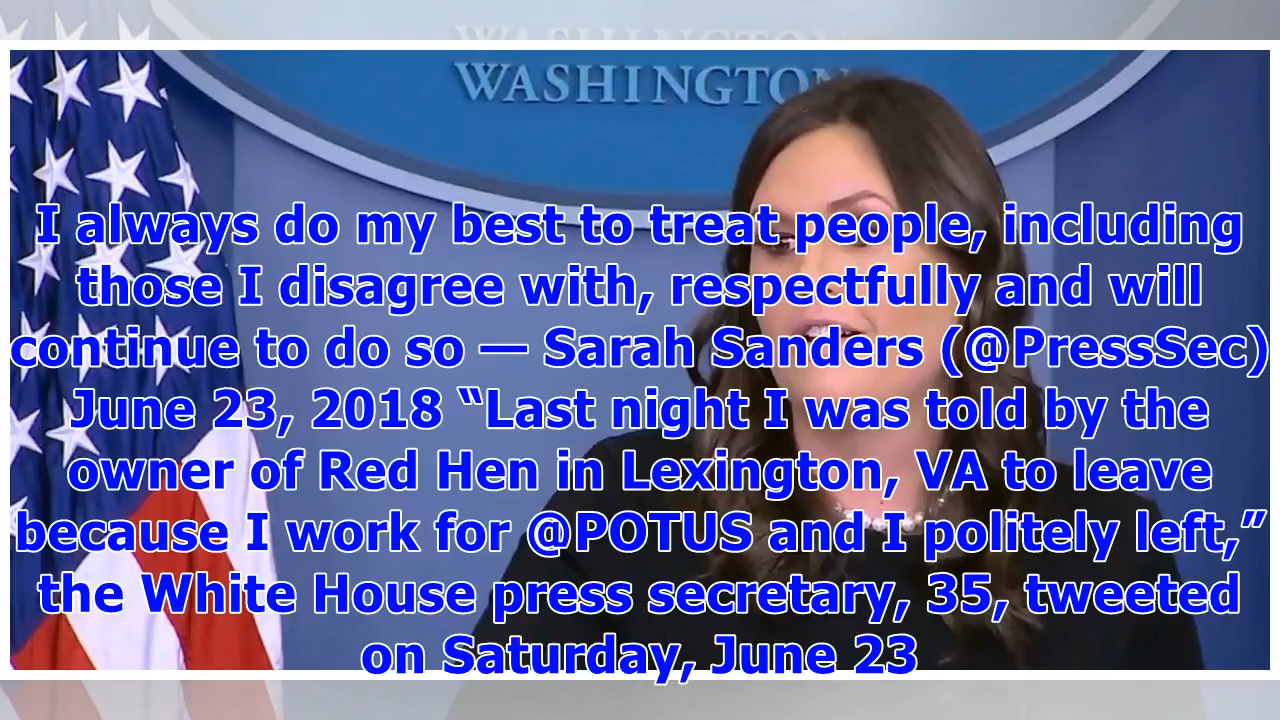 WASHINGTON
WASHINGTON
I always do my best to treat people, including
those I disagree with, respectfully and will
continue to do so — Sarah Sanders (@PressSec)
June 23, 2018 “Last night I was told by the
owner of Red Hen in Lexington, VA to leave
because I work for @POTUS and I politely left,”
the White House press secretary, 35, tweeted
on Saturday, June 23